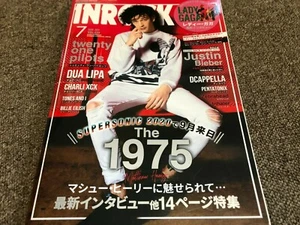 INROCK
LADY
GAGA
レディー・ガガ
7
twenty
one
pilots
Justin
Bieber
DUA LIPA
CHARLI XCX
TONES AND I
BILLIE EILISH
DCAPPELLA
PENTATONIX
SUPERSONIC 2020で9月来日
The
1975
マシュー・ヒーリーに魅せられて…
最新インタビュー他14ページ特集